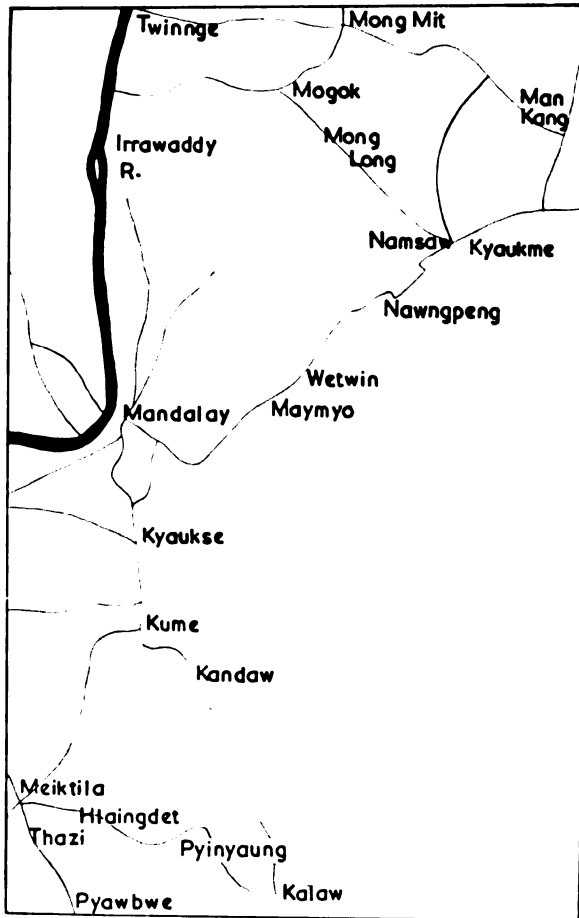 Twinnge
Mong Mit
Mogok
Man
Kang
Mong
Long
Irrawaddy
R.
Namsaw
Kyaukme
Nawngpeng
Wetwin
Maymyo
Mandalay
Kyaukse
Kume
Kandaw
Meiktila
Htaingdet
Thazi
Pyinyaung
Kalaw
Pyawbwe